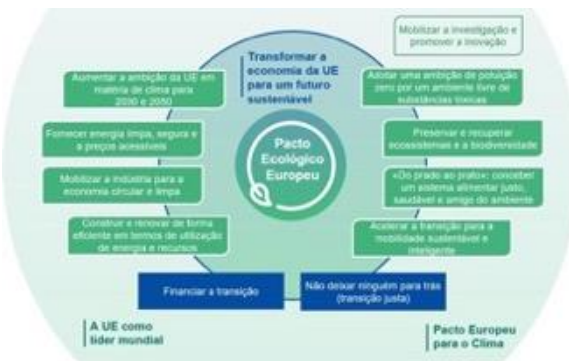 Mobilizar a investigação e
promover a inovação
Transformar a
economia da UE
para um futuro
sustentável
Aumentar a ambição da UE em
matéria de clima para
2030 e 2050
Adotar uma ambição de poluição
zero por um ambiente livre de
substâncias tóxicas
Fornecer energia limpa, segura e
a preços acessíveis
Preservar e recuperar
ecossistemas e a biodiversidade
Pacto
Ecológico
Europeu
Mobilizar a indústria para a
economia circular e limpa
«Do prado ao prato»: conceber
um sistema alimentar justo,
saudável e amigo do ambiente
Construir e renovar de forma
eficiente em termos de utilização
de energia e recursos
Acelerar a transição para a
mobilidade sustentável e
inteligente
Financiar a transição
Não deixar ninguém para trás
(transição justa)
A UE como
líder mundial
Pacto Europeu
para o Clima